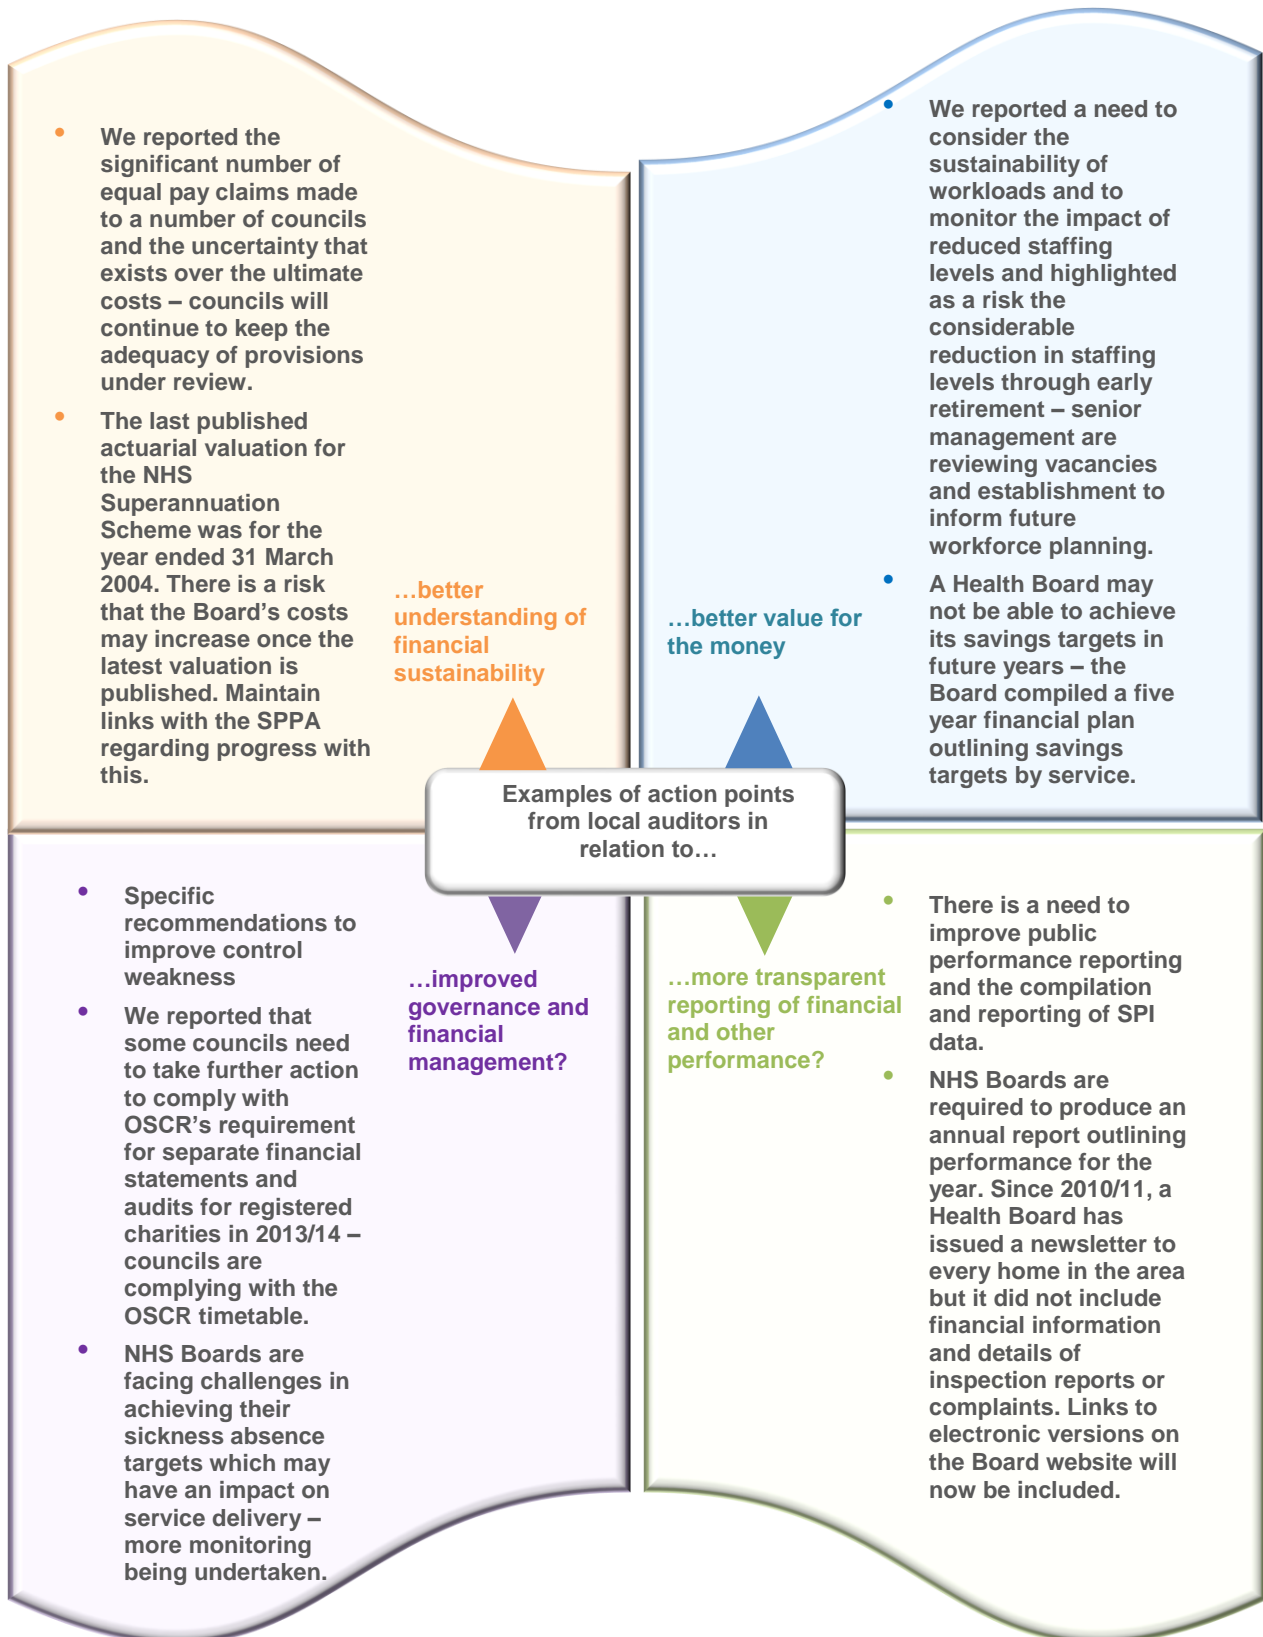 • We reported the
significant number of
equal pay claims made
to a number of councils
and the uncertainty that
exists over the ultimate
costs – councils will
continue to keep the
adequacy of provisions
under review.
• The last published
actuarial valuation for
the NHS
Superannuation
Scheme was for the
year ended 31 March
2004. There is a risk
that the Board’s costs
may increase once the
latest valuation is
published. Maintain
links with the SPPA
regarding progress with
this.
…better
understanding of
financial
sustainability
…better value for
the money
• We reported a need to
consider the
sustainability of
workloads and to
monitor the impact of
reduced staffing
levels and highlighted
as a risk the
considerable
reduction in staffing
levels through early
retirement – senior
management are
reviewing vacancies
and establishment to
inform future
workforce planning.
• A Health Board may
not be able to achieve
its savings targets in
future years – the
Board compiled a five
year financial plan
outlining savings
targets by service.
Examples of action points
from local auditors in
relation to…
• Specific
recommendations to
improve control
weakness
• We reported that
some councils need
to take further action
to comply with
OSCR’s requirement
for separate financial
statements and
audits for registered
charities in 2013/14 –
councils are
complying with the
OSCR timetable.
• NHS Boards are
facing challenges in
achieving their
sickness absence
targets which may
have an impact on
service delivery –
more monitoring
being undertaken.
…improved
governance and
financial
management?
…more transparent
reporting of financial
and other
performance?
• There is a need to
improve public
performance reporting
and the compilation
and reporting of SPI
data.
• NHS Boards are
required to produce an
annual report outlining
performance for the
year. Since 2010/11, a
Health Board has
issued a newsletter to
every home in the area
but it did not include
financial information
and details of
inspection reports or
complaints. Links to
electronic versions on
the Board website will
now be included.